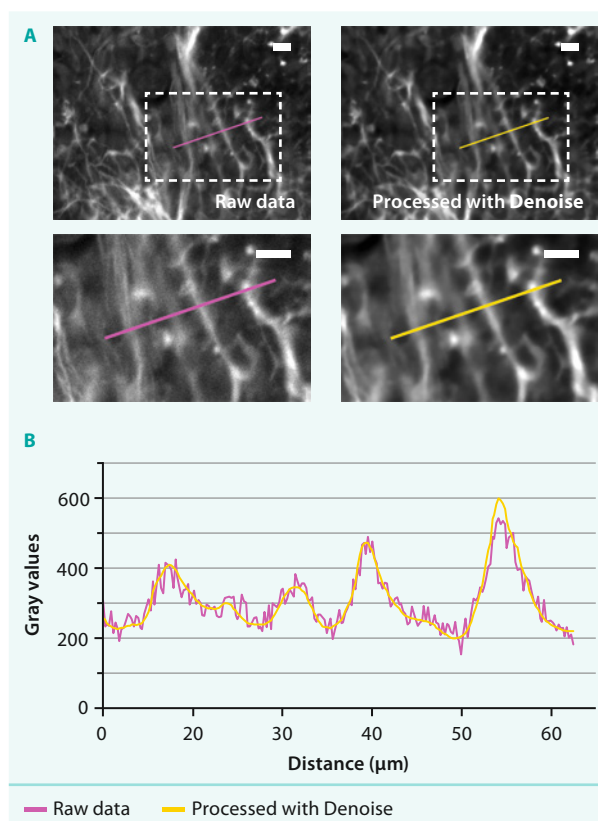 A
Raw data
Processed with Denoise
B
Gray values
600
400
200
0
0 20 30 40 50 60
Distance (µm)
Raw data
Processed with Denoise